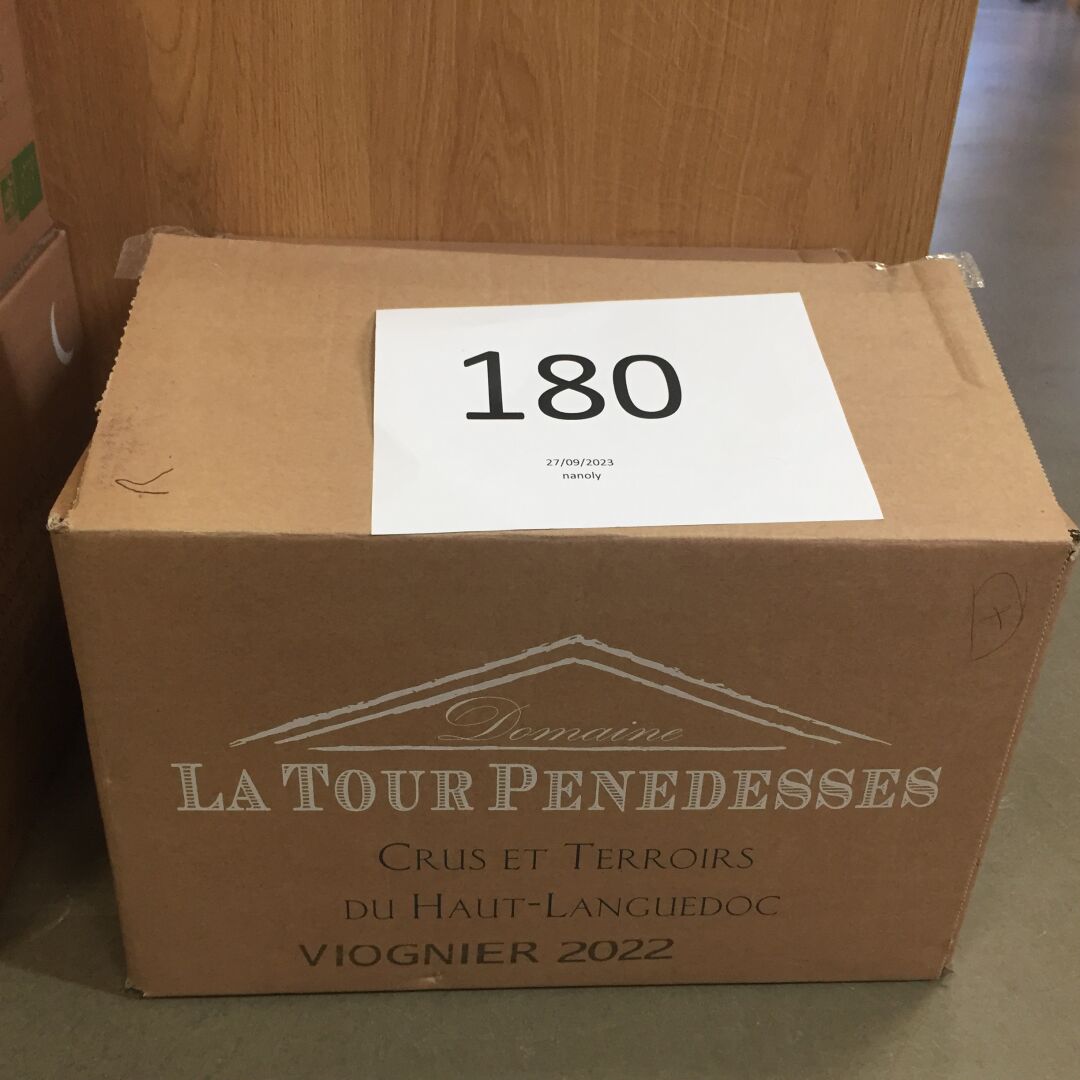 180
27/09/2023
nanoly
Domaine
LA TOUR PENEDESSES
CRUS ET TERROIRS
DU HAUT-LANGUEDOC
VIOGNIER 2022